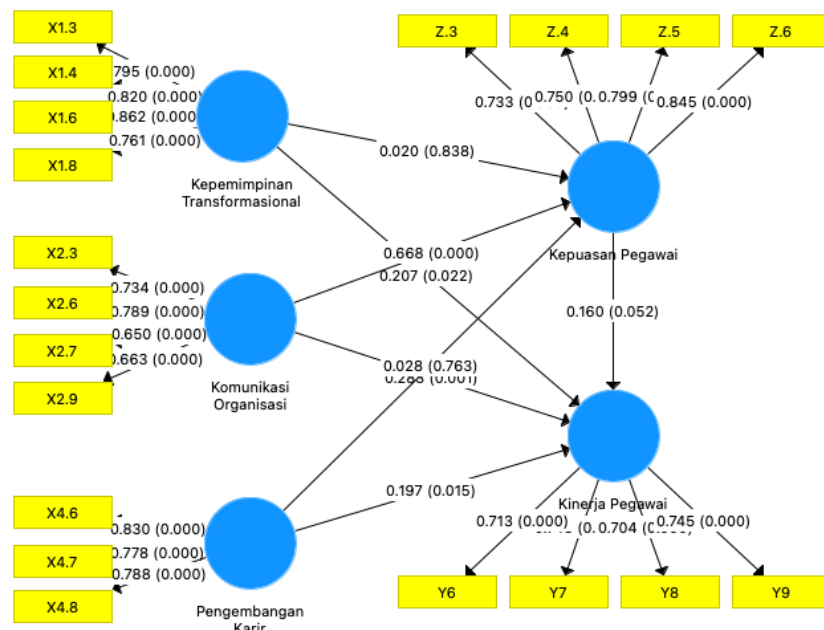 X1.3
X1.4
X1.6
X1.8
795 (0.000)
0.820 (0.000)
0.862 (0.000
0.761 (0.000)
Kepemimpinan
Transformasional
Z.3
Z.4
Z.5
Z.6
0.733 (0
0.750 (0
0.799 (0
0.845 (0.000)
0.020 (0.838)
Kepuasan Pegawai
0.668 (0.000)
0.207 (0.022)
X2.3
X2.6
X2.7
X2.9
0.734 (0.000)
0.789 (0.000)
0.650 (0.000)
0.663 (0.000)
Komunikasi
Organisasi
0.160 (0.052)
0.028 (0.763)
X4.6
X4.7
X4.8
0.830 (0.000)
0.778 (0.000)
0.788 (0.000)
Pengembangan
Karir
0.197 (0.015)
Kinerja Pegawai
0.713 (0.000)
0.704 (0
0.745 (0.000)
Y6
Y7
Y8
Y9